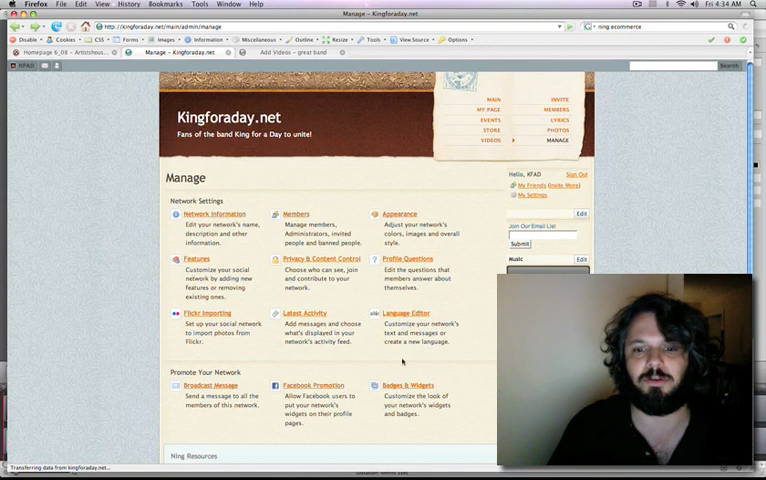 Firefox File Edit View History Bookmarks Tools Window Help Fri 4:34 AM
Manage – Kingforaday.net
http://kingforaday.net/main/admin/manage
ning ecommerce
Disable Cookies CSS Forms Images Information Miscellaneous Outline Resize Tools View Source Options
Homepage 6_08 – Artistshous...
Manage – Kingforaday.net
Add Videos – great band
KFAD
Search
Kingforaday.net
Fans of the band King for a Day to unite!
MAIN INVITE
MY PAGE MEMBERS
EVENTS LYRICS
STORE PHOTOS
VIDEOS MANAGE
Manage
Network Settings
Network Information
Edit your network's name,
description and other
information.
Members
Manage members,
Administrators, invited
people and banned people.
Appearance
Adjust your network's
colors, images and overall
style.
Features
Customize your social
network by adding new
features or removing
existing ones.
Privacy & Content Control
Choose who can see, join
and contribute to your
network.
Profile Questions
Edit the questions that
members answer about
themselves.
Flickr Importing
Set up your social network
to import photos from
Flickr.
Latest Activity
Add messages and choose
what's displayed in your
network's activity feed.
Language Editor
Customize your network's
text and messages or
create a new language.
Promote Your Network
Broadcast Message
Send a message to all the
members of this network.
Facebook Promotion
Allow Facebook users to
put your network's
widgets on their profile
pages.
Badges & Widgets
Customize the look of
your network's widgets
and badges.
Ning Resources
Hello, KFAD Sign Out
My Friends (Invite More)
My Settings
Edit
Join Our Email List
Submit
Music Edit
Transferring data from kingforaday.net...